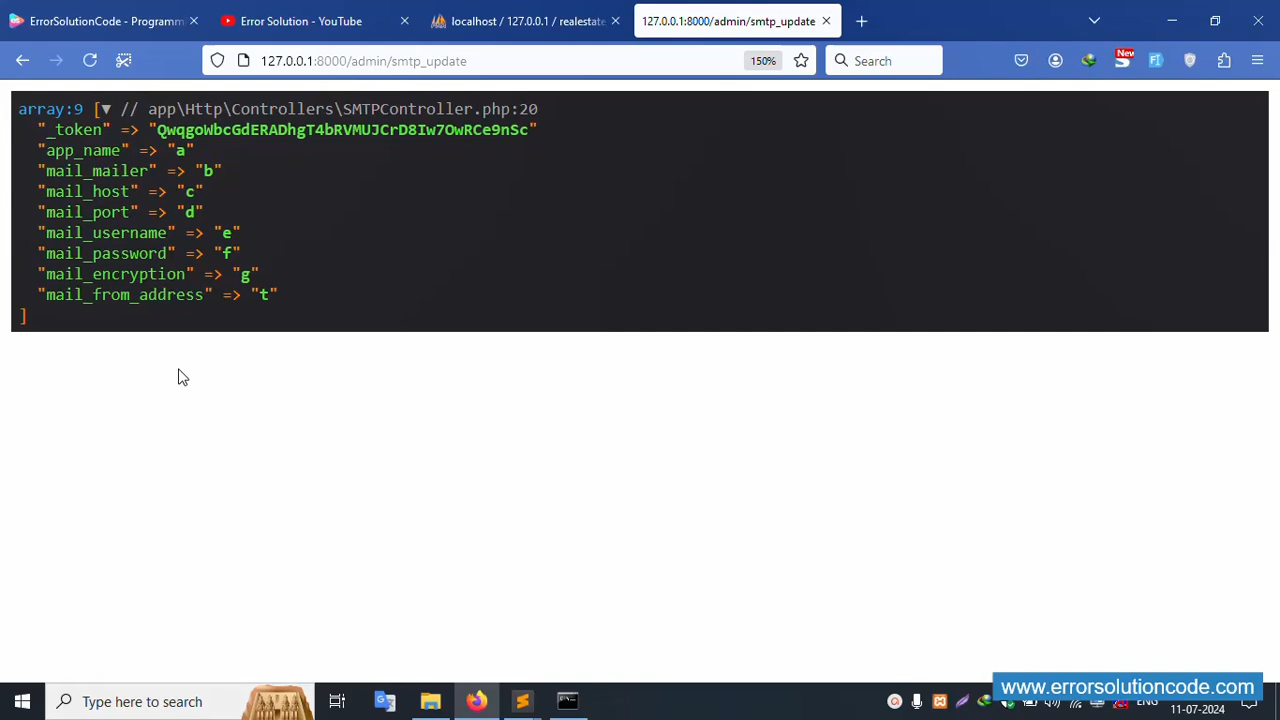 ErrorSolutionCode - Programm
Error Solution - YouTube
localhost / 127.0.0.1 / realestate
127.0.0.1:8000/admin/smtp_update
127.0.0.1:8000/admin/smtp_update
150%
Search
New
array:9 [▼ // app\Http\Controllers\SMTPController.php:20
"_token" => "QwqgoWbcGdERADhgT4bRVMUJCrD8Iw7OwRCe9nSc"
"app_name" => "a"
"mail_mailer" => "b"
"mail_host" => "c"
"mail_port" => "d"
"mail_username" => "e"
"mail_password" => "f"
"mail_encryption" => "g"
"mail_from_address" => "t"
]
Type here to search
ENG
www.errorsolutioncode.com
11-07-2024